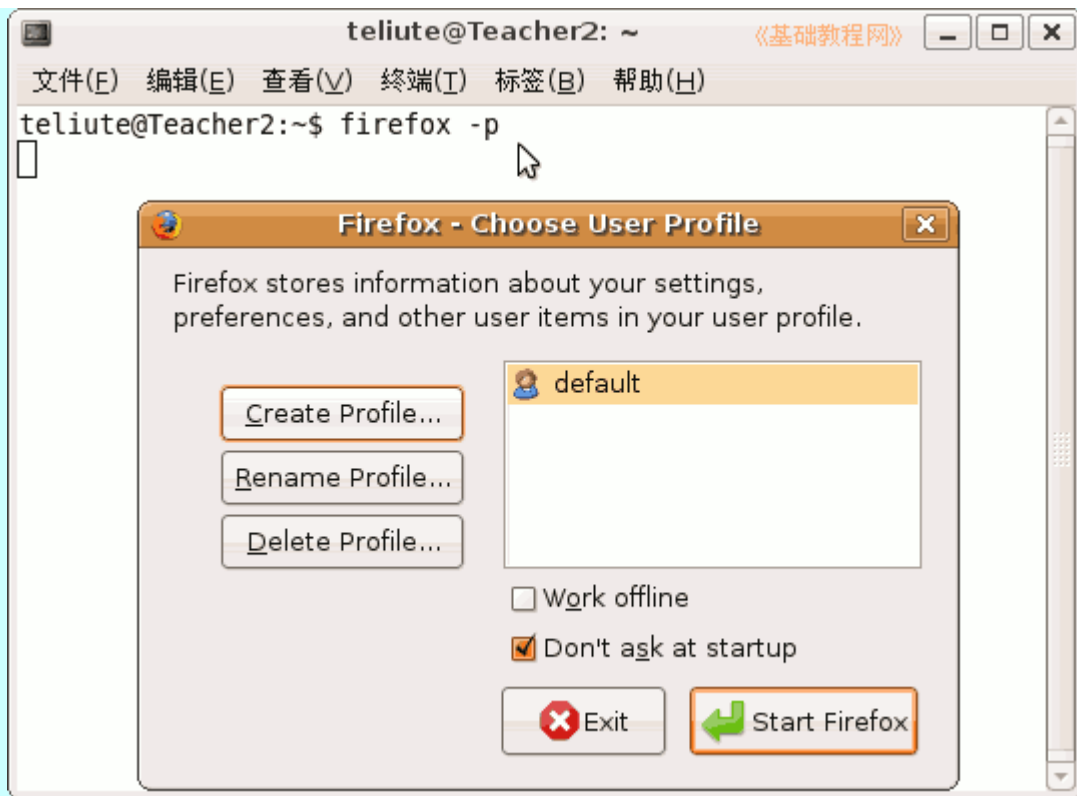 teliute@Teacher2: ~
《基础教程网》
文件(F) 编辑(E) 查看(V) 终端(T) 标签(B) 帮助(H)
teliute@Teacher2:~$ firefox -p
Firefox - Choose User Profile
Firefox stores information about your settings,
preferences, and other user items in your user profile.
default
Create Profile...
Rename Profile...
Delete Profile...
Work offline
Don't ask at startup
Exit
Start Firefox